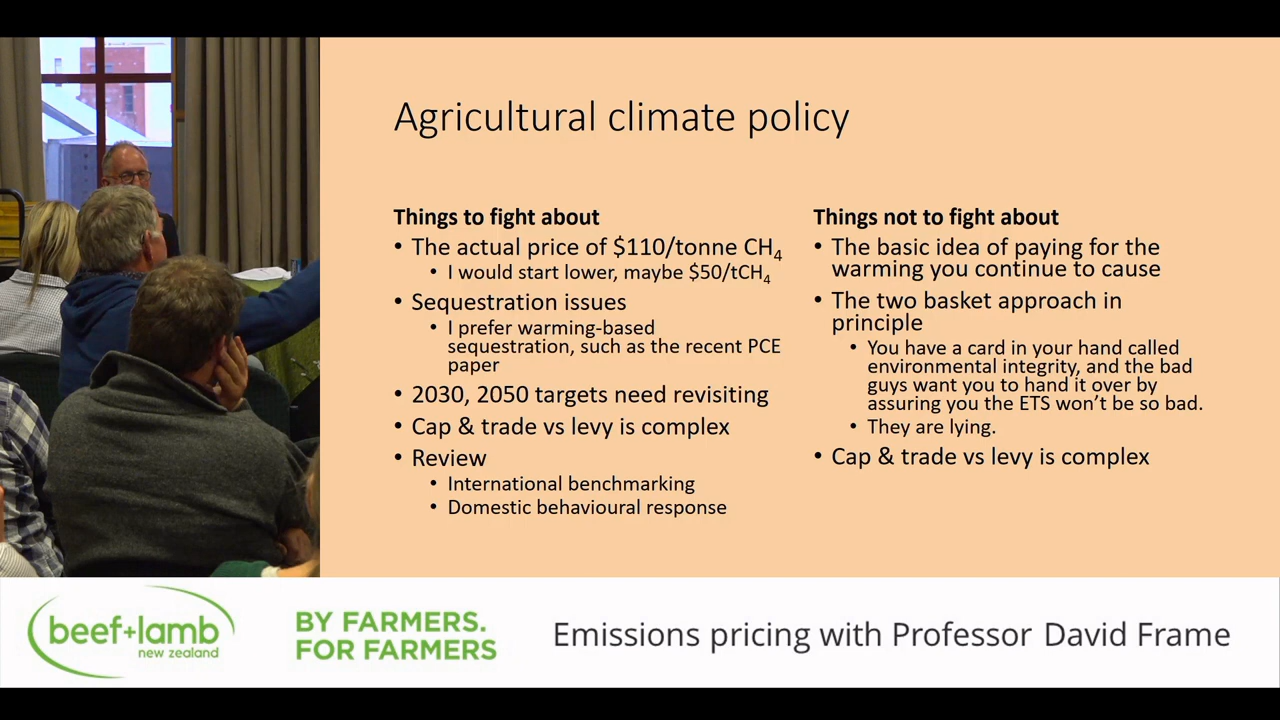 Agricultural climate policy
Things to fight about
• The actual price of $110/tonne CH₄
• I would start lower, maybe $50/tCH₄
• Sequestration issues
• I prefer warming-based
sequestration, such as the recent PCE
paper
• 2030, 2050 targets need revisiting
• Cap & trade vs levy is complex
• Review
• International benchmarking
• Domestic behavioural response
Things not to fight about
• The basic idea of paying for the
warming you continue to cause
• The two basket approach in
principle
• You have a card in your hand called
environmental integrity, and the bad
guys want you to hand it over by
assuring you the ETS won’t be so bad.
• They are lying.
• Cap & trade vs levy is complex
beef+lamb
new zealand
BY FARMERS.
FOR FARMERS
Emissions pricing with Professor David Frame